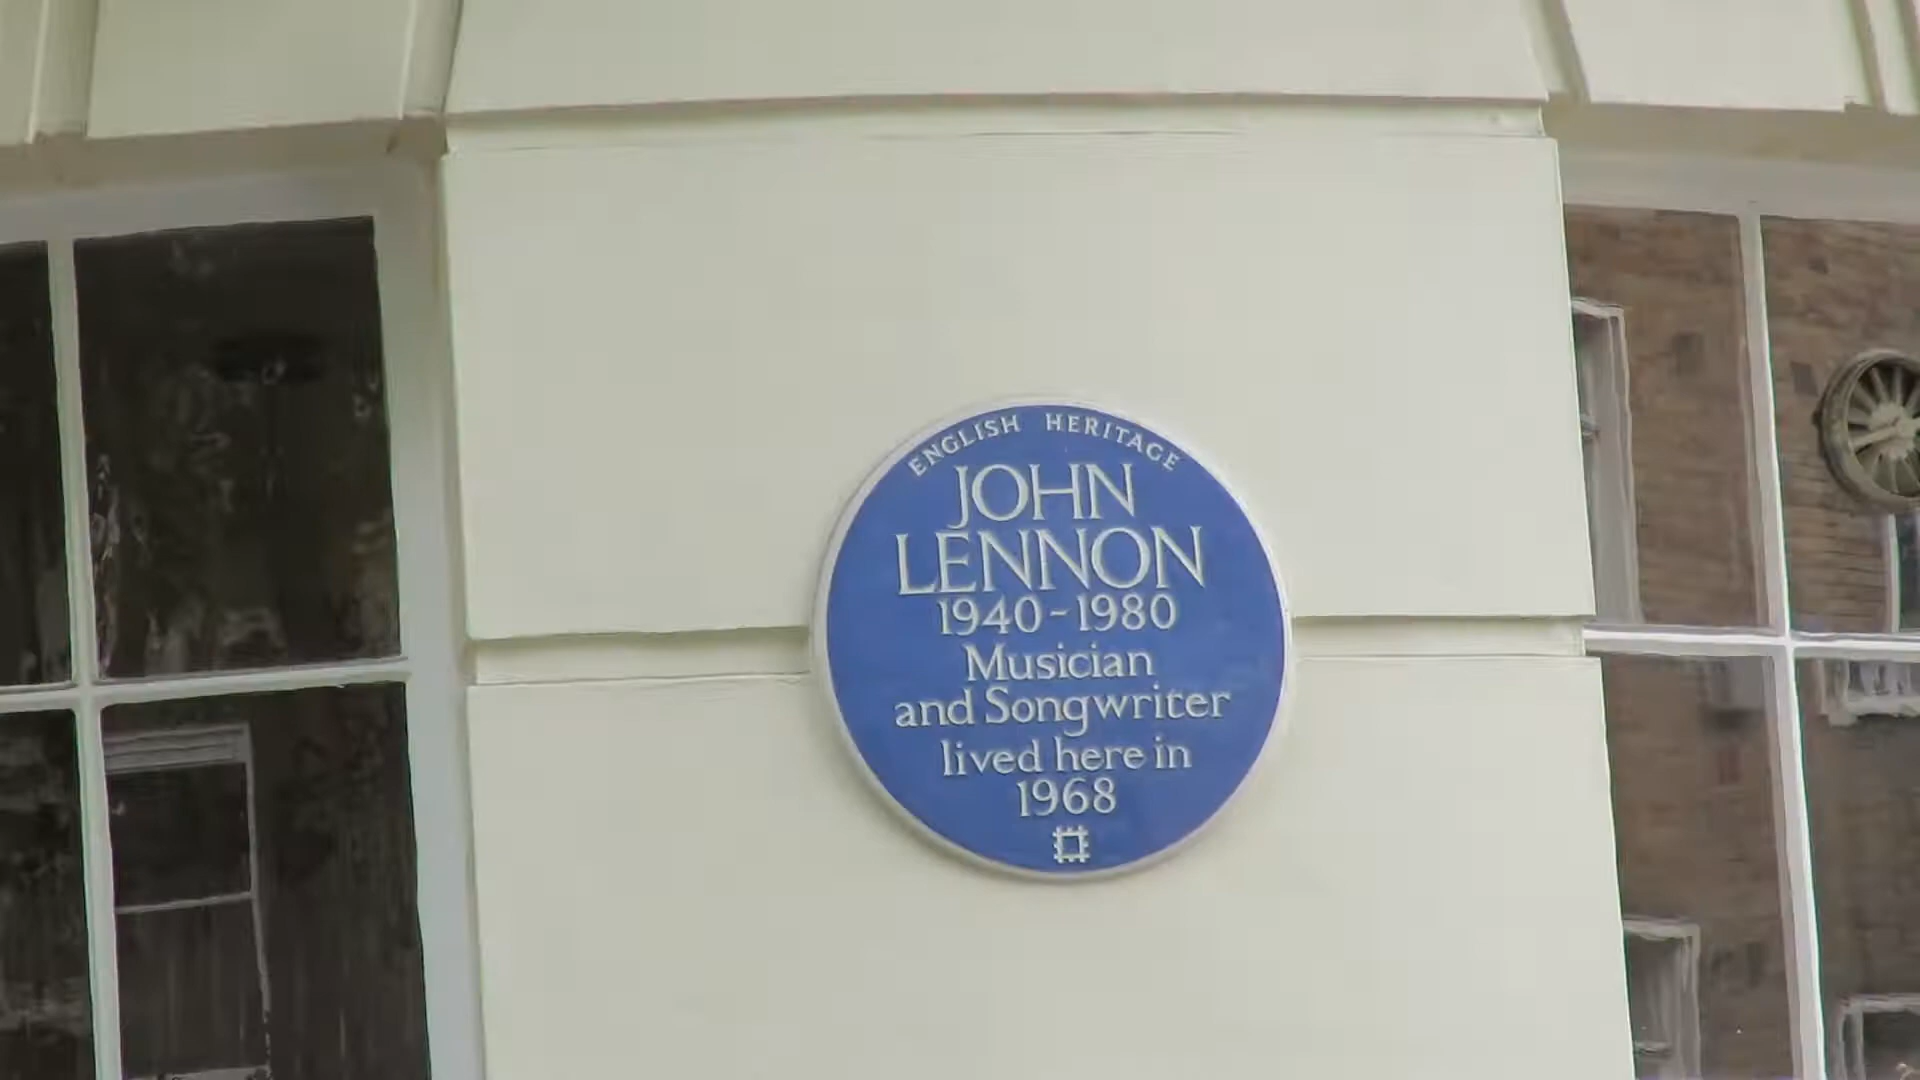 ENGLISH HERITAGE
JOHN
LENNON
1940-1980
Musician
and Songwriter
lived here in
1968